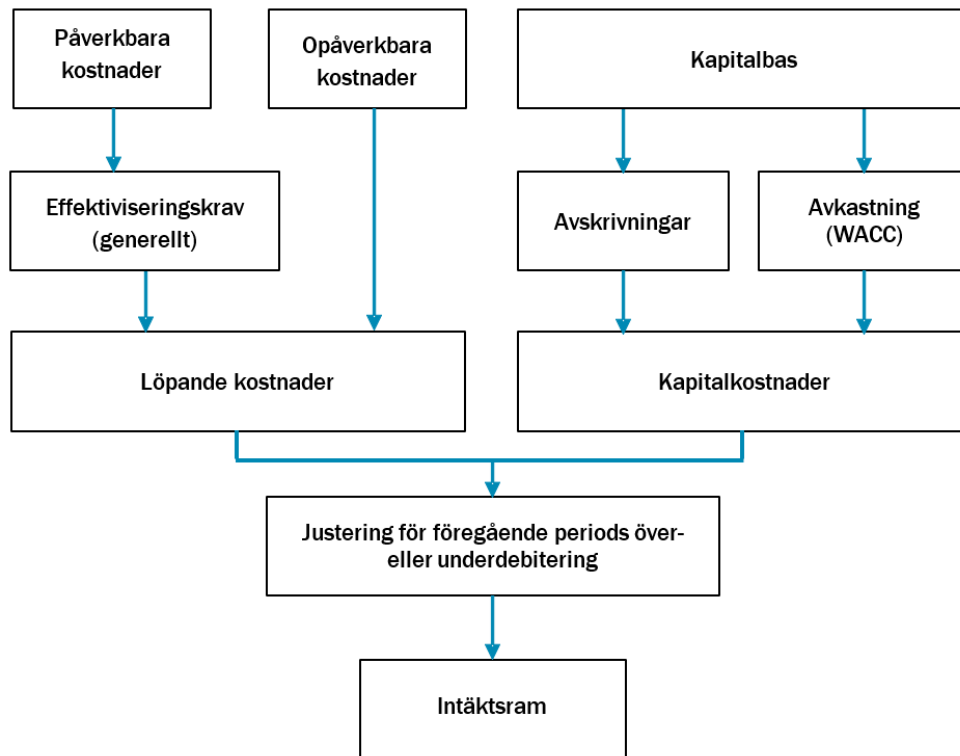 Påverkbara
kostnader
Opåverkbara
kostnader
Kapitalbas
Effektiviseringskrav
(generellt)
Avskrivningar
Avkastning
(WACC)
Löpande kostnader
Kapitalkostnader
Justering för föregående periods över-
eller underdebitering
Intäktsram